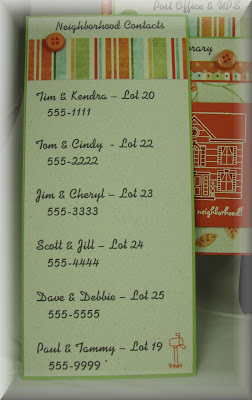 Post Office & UPS
Neighborhood Contacts
Library
Tim & Kendra – Lot 20
555-1111
Tom & Cindy - Lot 22
555-2222
Jim & Cheryl – Lot 23
555-3333
neighborhood
Scott & Jill – Lot 24
555-4444
Dave & Debbie – Lot 25
555-5555
Paul & Tammy – Lot 19
555-9999